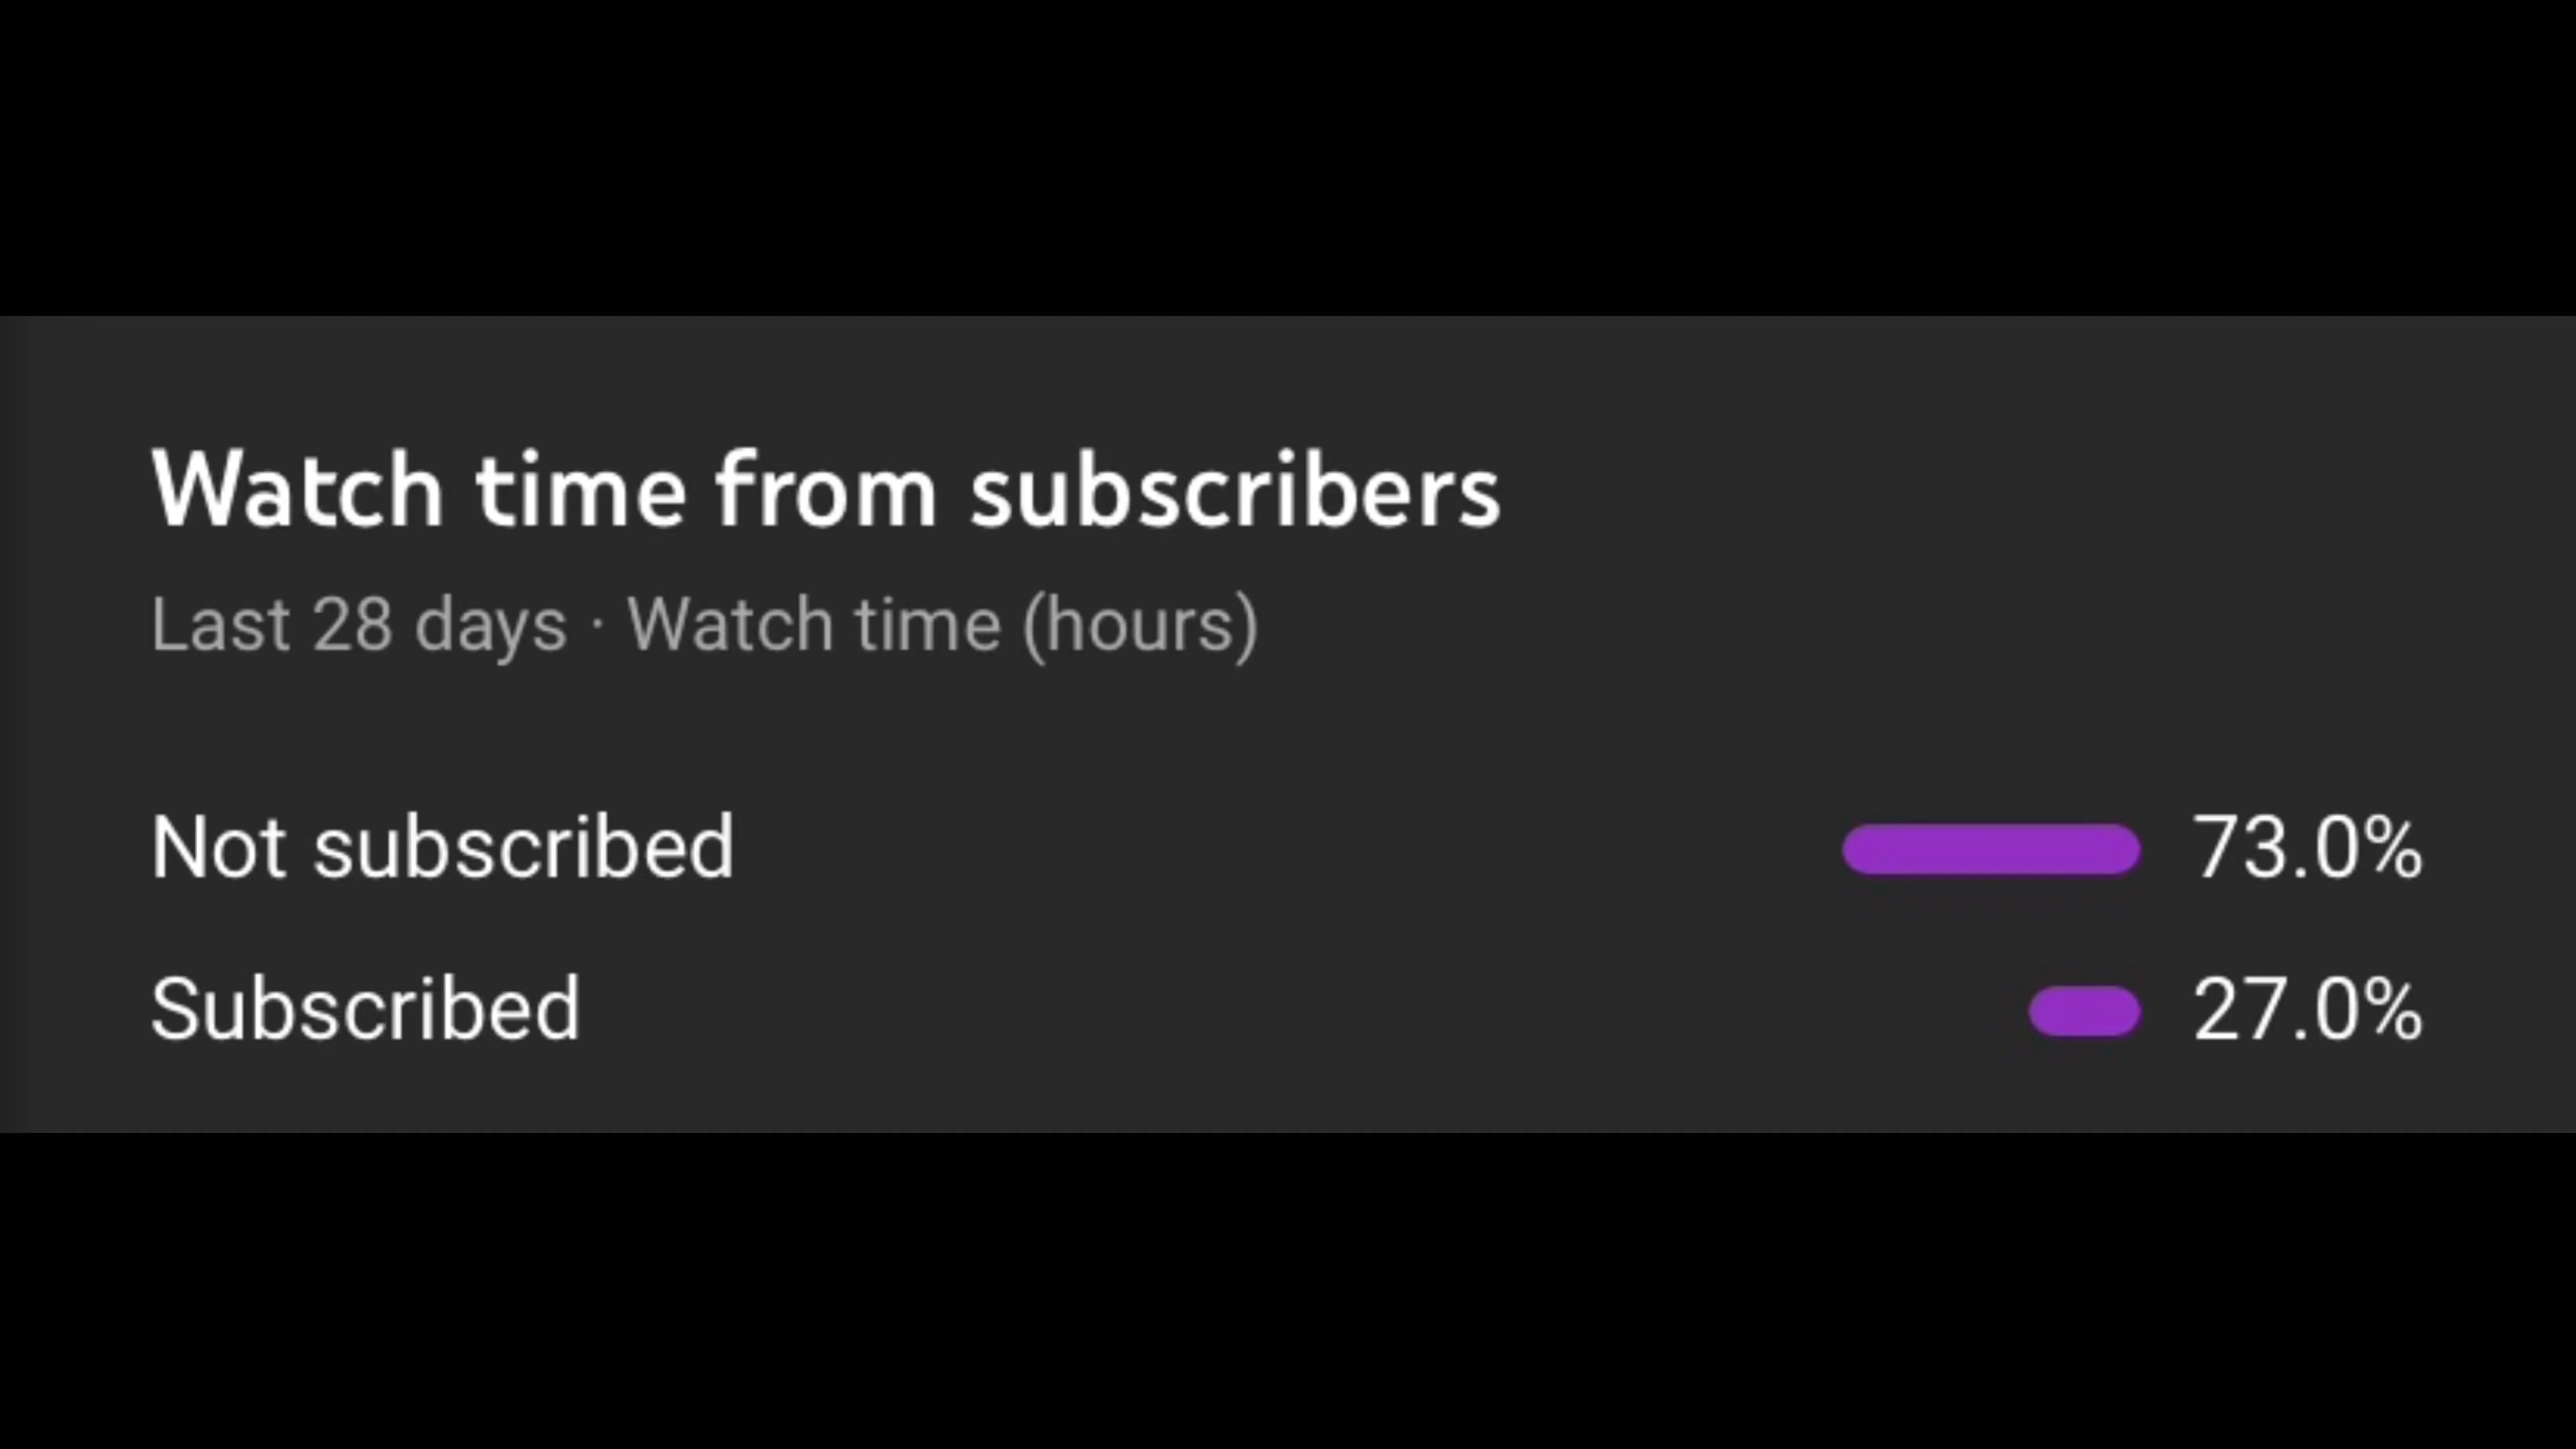 Watch time from subscribers
Last 28 days · Watch time (hours)
Not subscribed 73.0%
Subscribed 27.0%